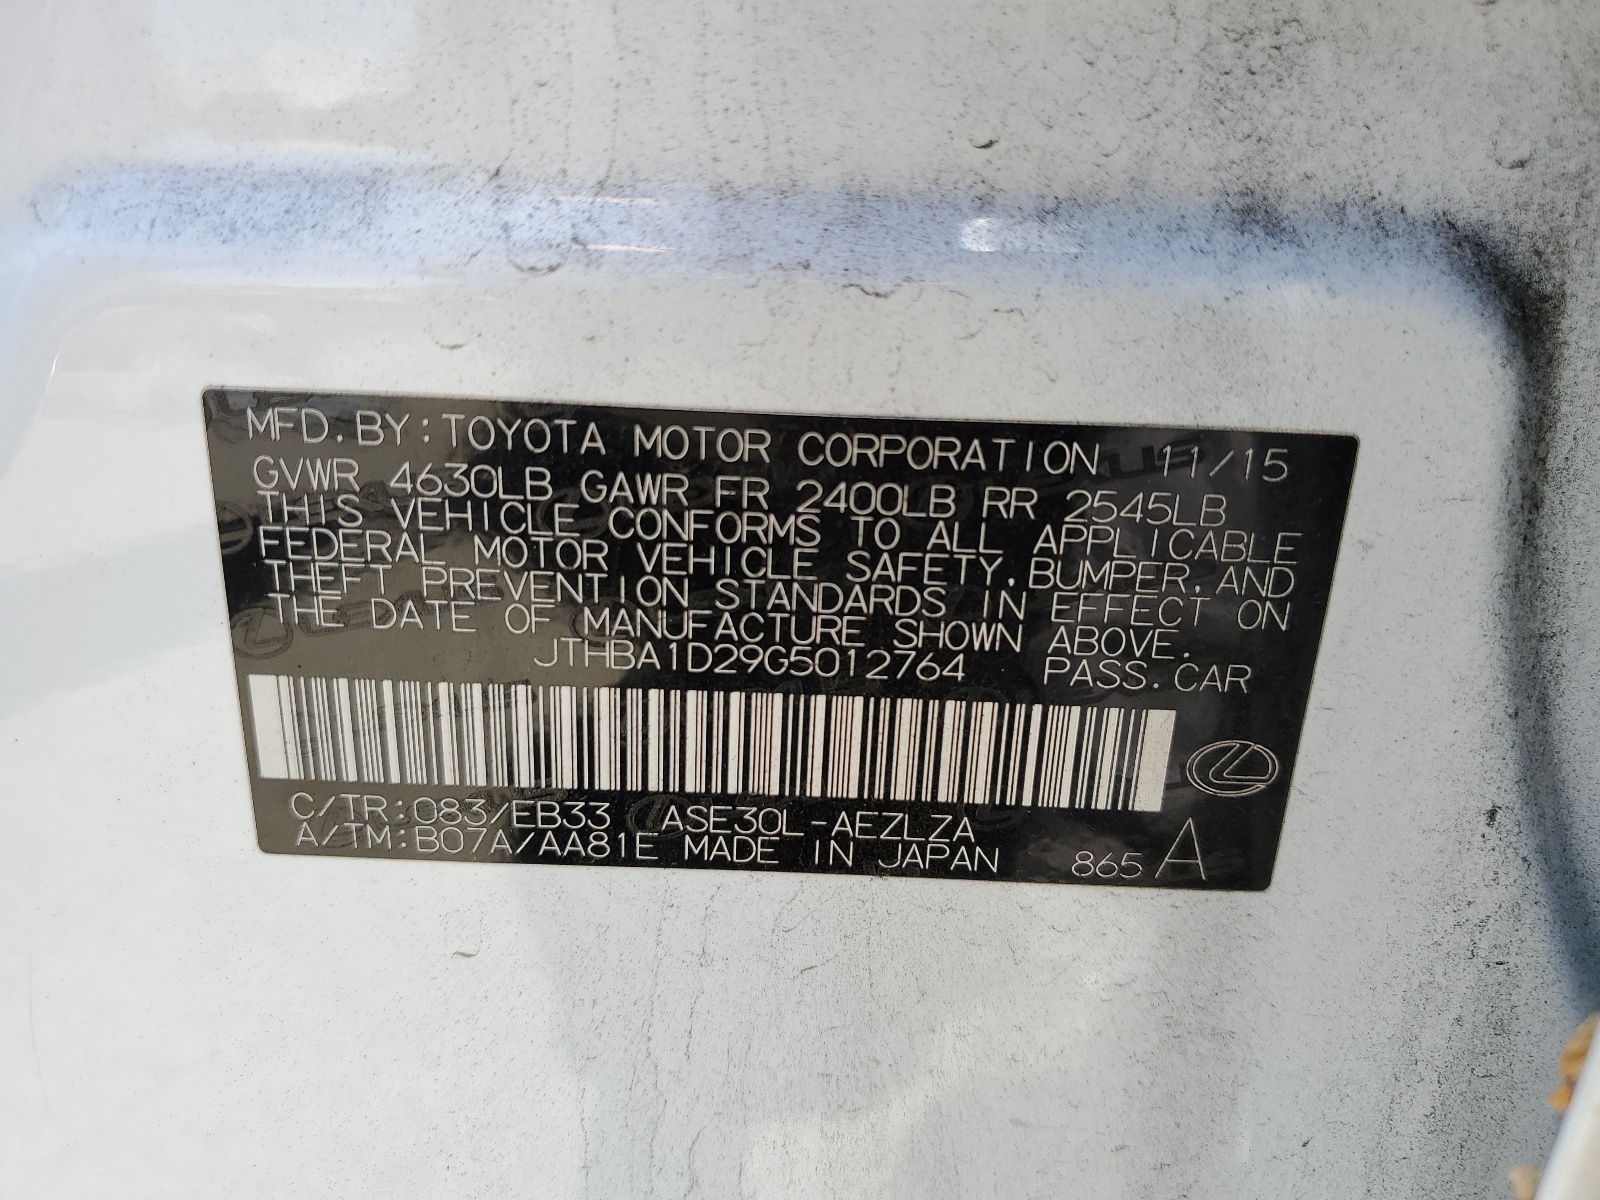 MFD. BY: TOYOTA MOTOR CORPORATION 11/15
GVWR 4630LB GAWR FR 2400LB RR 2545LB
THIS VEHICLE CONFORMS TO ALL APPLICABLE
FEDERAL MOTOR VEHICLE SAFETY, BUMPER, AND
THEFT PREVENTION STANDARDS IN EFFECT ON
THE DATE OF MANUFACTURE SHOWN ABOVE.
JTHBA1D29G5012764 PASS. CAR
C/TR: 083/EB33 ASE30L-AEZLZA
A/TM: B07A/AA81E MADE IN JAPAN 865 A